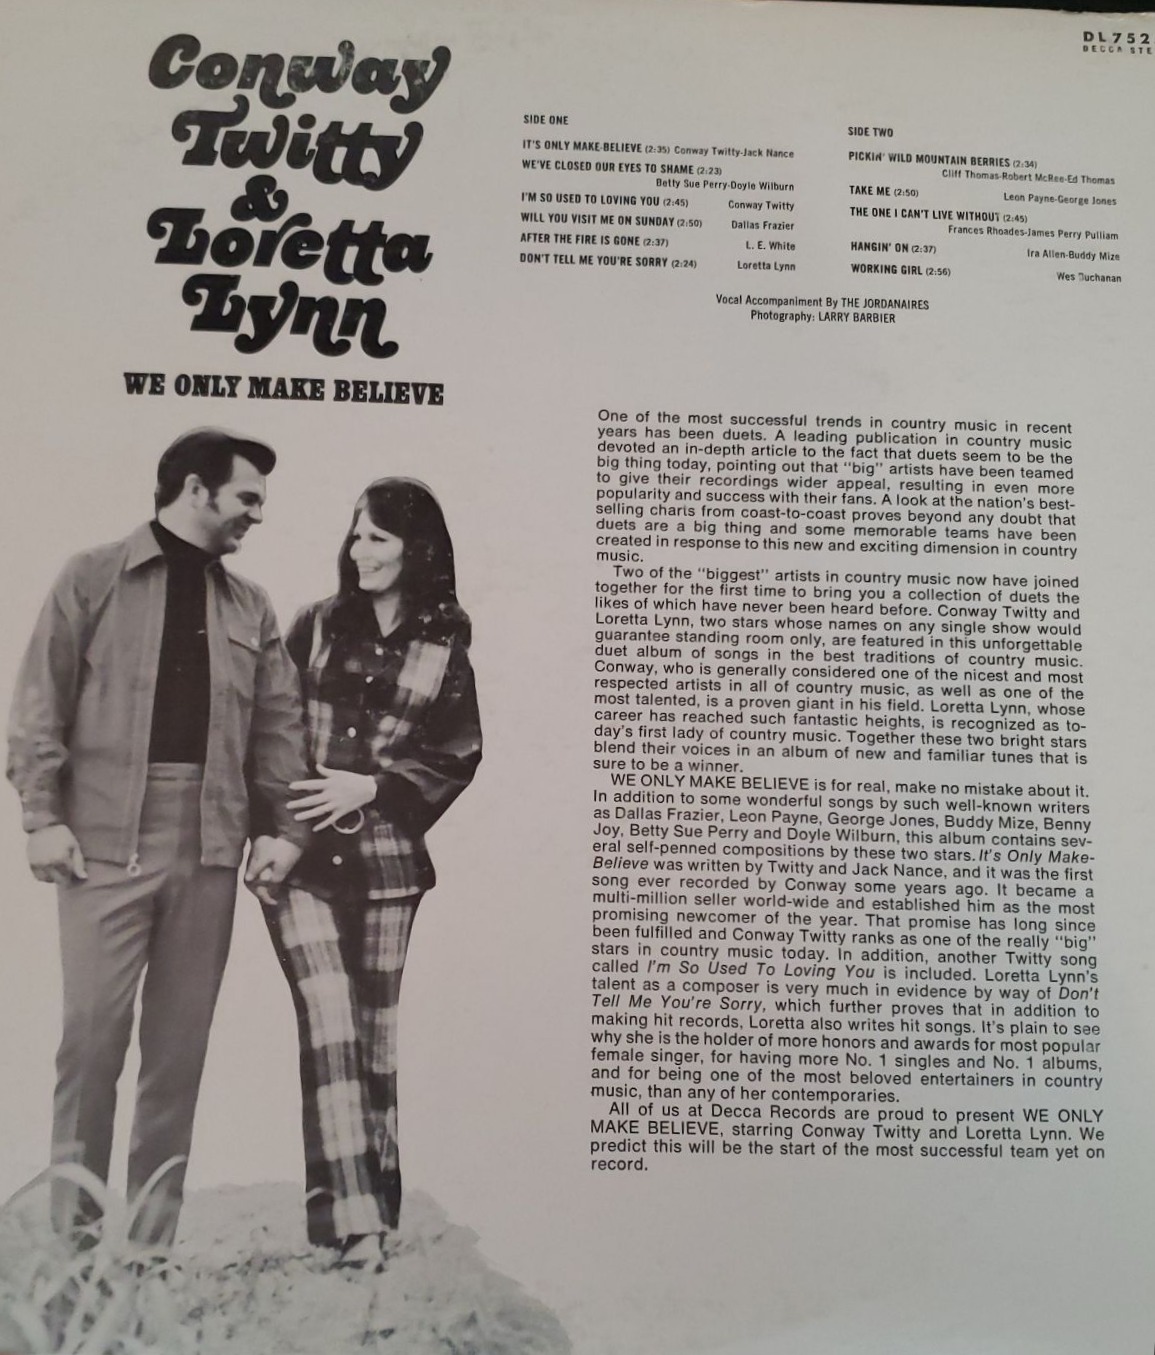 Conway
Twitty
&
Loretta
Lynn
WE ONLY MAKE BELIEVE
DL 752
DECCA STE
SIDE ONE
IT'S ONLY MAKE-BELIEVE (2:35) Conway Twitty-Jack Nance
WE'VE CLOSED OUR EYES TO SHAME (2:23)
Betty Sue Perry-Doyle Wilburn
I'M SO USED TO LOVING YOU (2:45) Conway Twitty
WILL YOU VISIT ME ON SUNDAY (2:50) Dallas Frazier
AFTER THE FIRE IS GONE (2:37) L. E. White
DON'T TELL ME YOU'RE SORRY (2:24) Loretta Lynn
SIDE TWO
PICKIN' WILD MOUNTAIN BERRIES (2:34)
Cliff Thomas-Robert McRee-Ed Thomas
TAKE ME (2:50) Leon Payne-George Jones
THE ONE I CAN'T LIVE WITHOUT (2:45)
Frances Rhoades-James Perry Pulliam
HANGIN' ON (2:37) Ira Allen-Buddy Mize
WORKING GIRL (2:56) Wes Buchanan
Vocal Accompaniment By THE JORDANAIRES
Photography: LARRY BARBIER
One of the most successful trends in country music in recent
years has been duets. A leading publication in country music
devoted an in-depth article to the fact that duets seem to be the
big thing today, pointing out that "big" artists have been teamed
to give their recordings wider appeal, resulting in even more
popularity and success with their fans. A look at the nation's best-
selling charts from coast-to-coast proves beyond any doubt that
duets are a big thing and some memorable teams have been
created in response to this new and exciting dimension in country
music.
Two of the "biggest" artists in country music now have joined
together for the first time to bring you a collection of duets the
likes of which have never been heard before. Conway Twitty and
Loretta Lynn, two stars whose names on any single show would
guarantee standing room only, are featured in this unforgettable
duet album of songs in the best traditions of country music.
Conway, who is generally considered one of the nicest and most
respected artists in all of country music, as well as one of the
most talented, is a proven giant in his field. Loretta Lynn, whose
career has reached such fantastic heights, is recognized as to-
day's first lady of country music. Together these two bright stars
blend their voices in an album of new and familiar tunes that is
sure to be a winner.
WE ONLY MAKE BELIEVE is for real, make no mistake about it.
In addition to some wonderful songs by such well-known writers
as Dallas Frazier, Leon Payne, George Jones, Buddy Mize, Benny
Joy, Betty Sue Perry and Doyle Wilburn, this album contains sev-
eral self-penned compositions by these two stars. It's Only Make-
Believe was written by Twitty and Jack Nance, and it was the first
song ever recorded by Conway some years ago. It became a
multi-million seller world-wide and established him as the most
promising newcomer of the year. That promise has long since
been fulfilled and Conway Twitty ranks as one of the really "big"
stars in country music today. In addition, another Twitty song
called I'm So Used To Loving You is included. Loretta Lynn's
talent as a composer is very much in evidence by way of Don't
Tell Me You're Sorry, which further proves that in addition to
making hit records, Loretta also writes hit songs. It's plain to see
why she is the holder of more honors and awards for most popular
female singer, for having more No. 1 singles and No. 1 albums,
and for being one of the most beloved entertainers in country
music, than any of her contemporaries.
All of us at Decca Records are proud to present WE ONLY
MAKE BELIEVE, starring Conway Twitty and Loretta Lynn. We
predict this will be the start of the most successful team yet on
record.